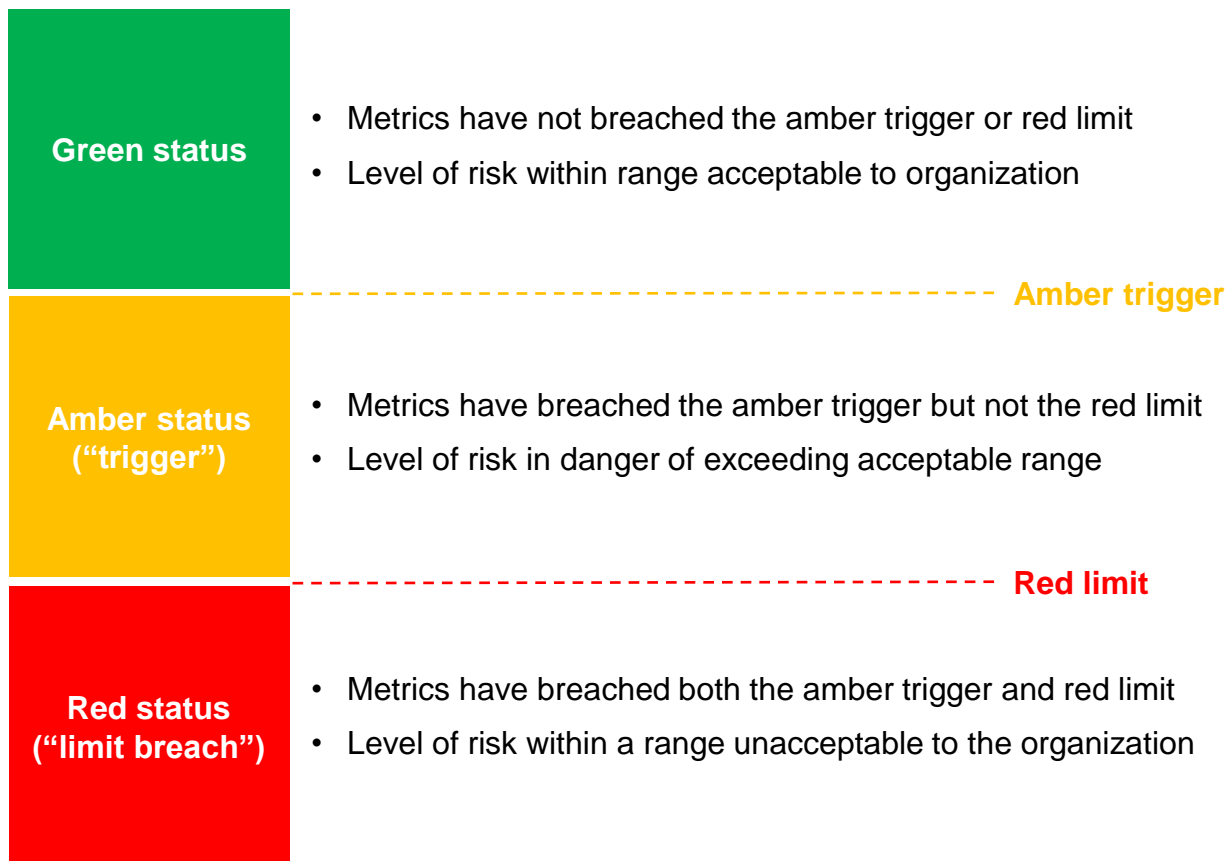 Green status
• Metrics have not breached the amber trigger or red limit
• Level of risk within range acceptable to organization
Amber trigger
Amber status
(“trigger”)
• Metrics have breached the amber trigger but not the red limit
• Level of risk in danger of exceeding acceptable range
Red limit
Red status
(“limit breach”)
• Metrics have breached both the amber trigger and red limit
• Level of risk within a range unacceptable to the organization